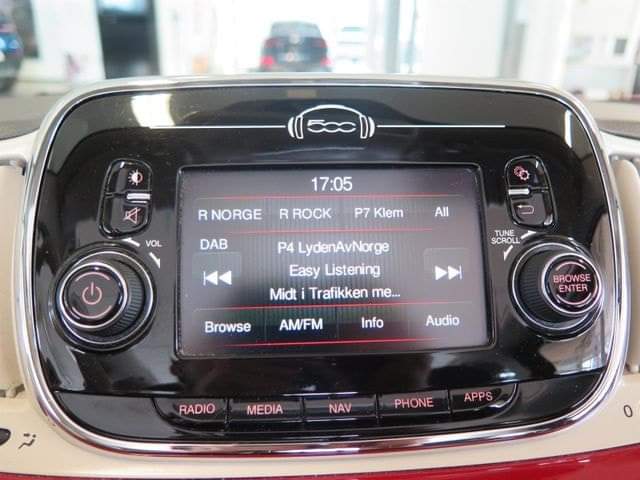 500
17:05
R NORGE R ROCK P7 Klem All
DAB P4 LydenAvNorge
Easy Listening
Midt i Trafikken me...
Browse AM/FM Info Audio
VOL
TUNE
SCROLL
BROWSE
ENTER
RADIO MEDIA NAV PHONE APPS
0